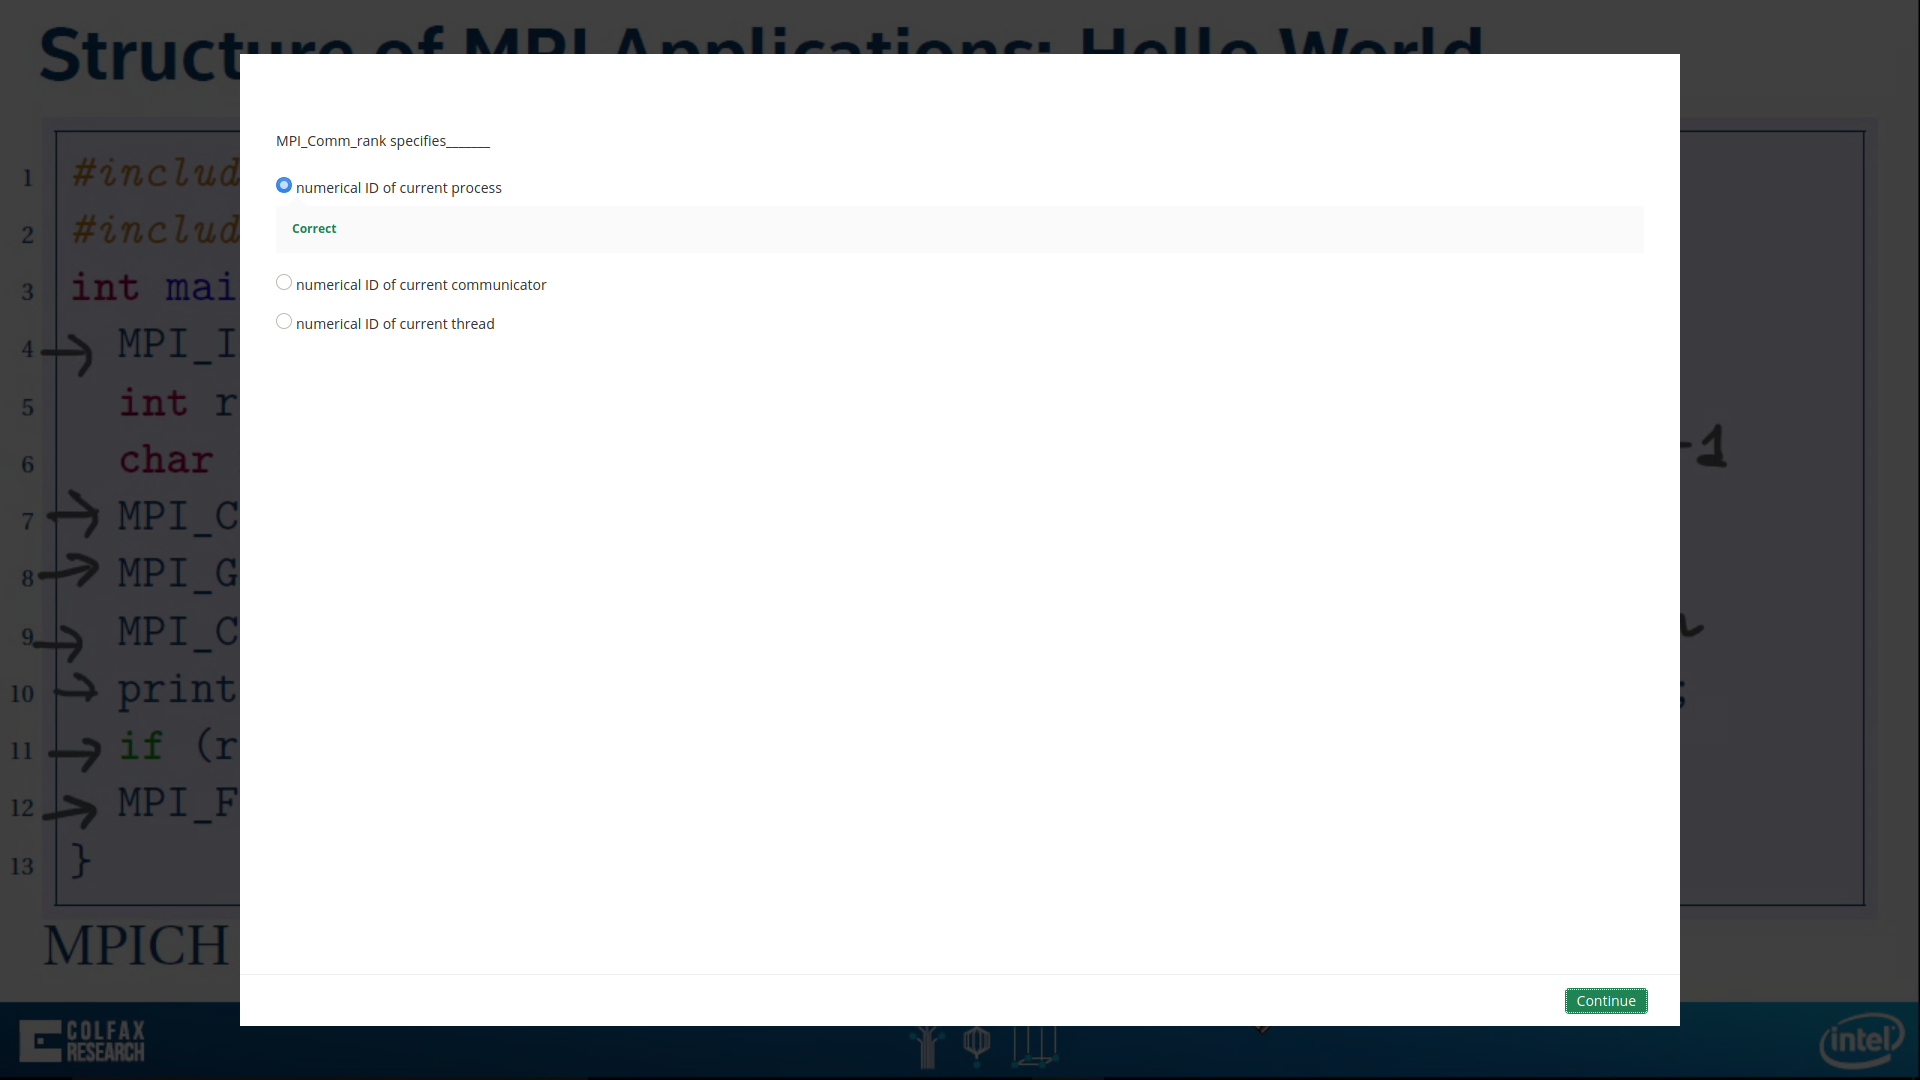 Structure of MPI Applications: Hello World
MPI_Comm_rank specifies_______
numerical ID of current process
Correct
numerical ID of current communicator
numerical ID of current thread
1 #includ
2 #includ
3 int mai
4 MPI_I
5 int r
6 char
-1
7 MPI_C
8 MPI_G
9 MPI_C
10 print
;
11 if (r
12 MPI_F
13 }
MPICH
Continue
COLFAX
RESEARCH
intel